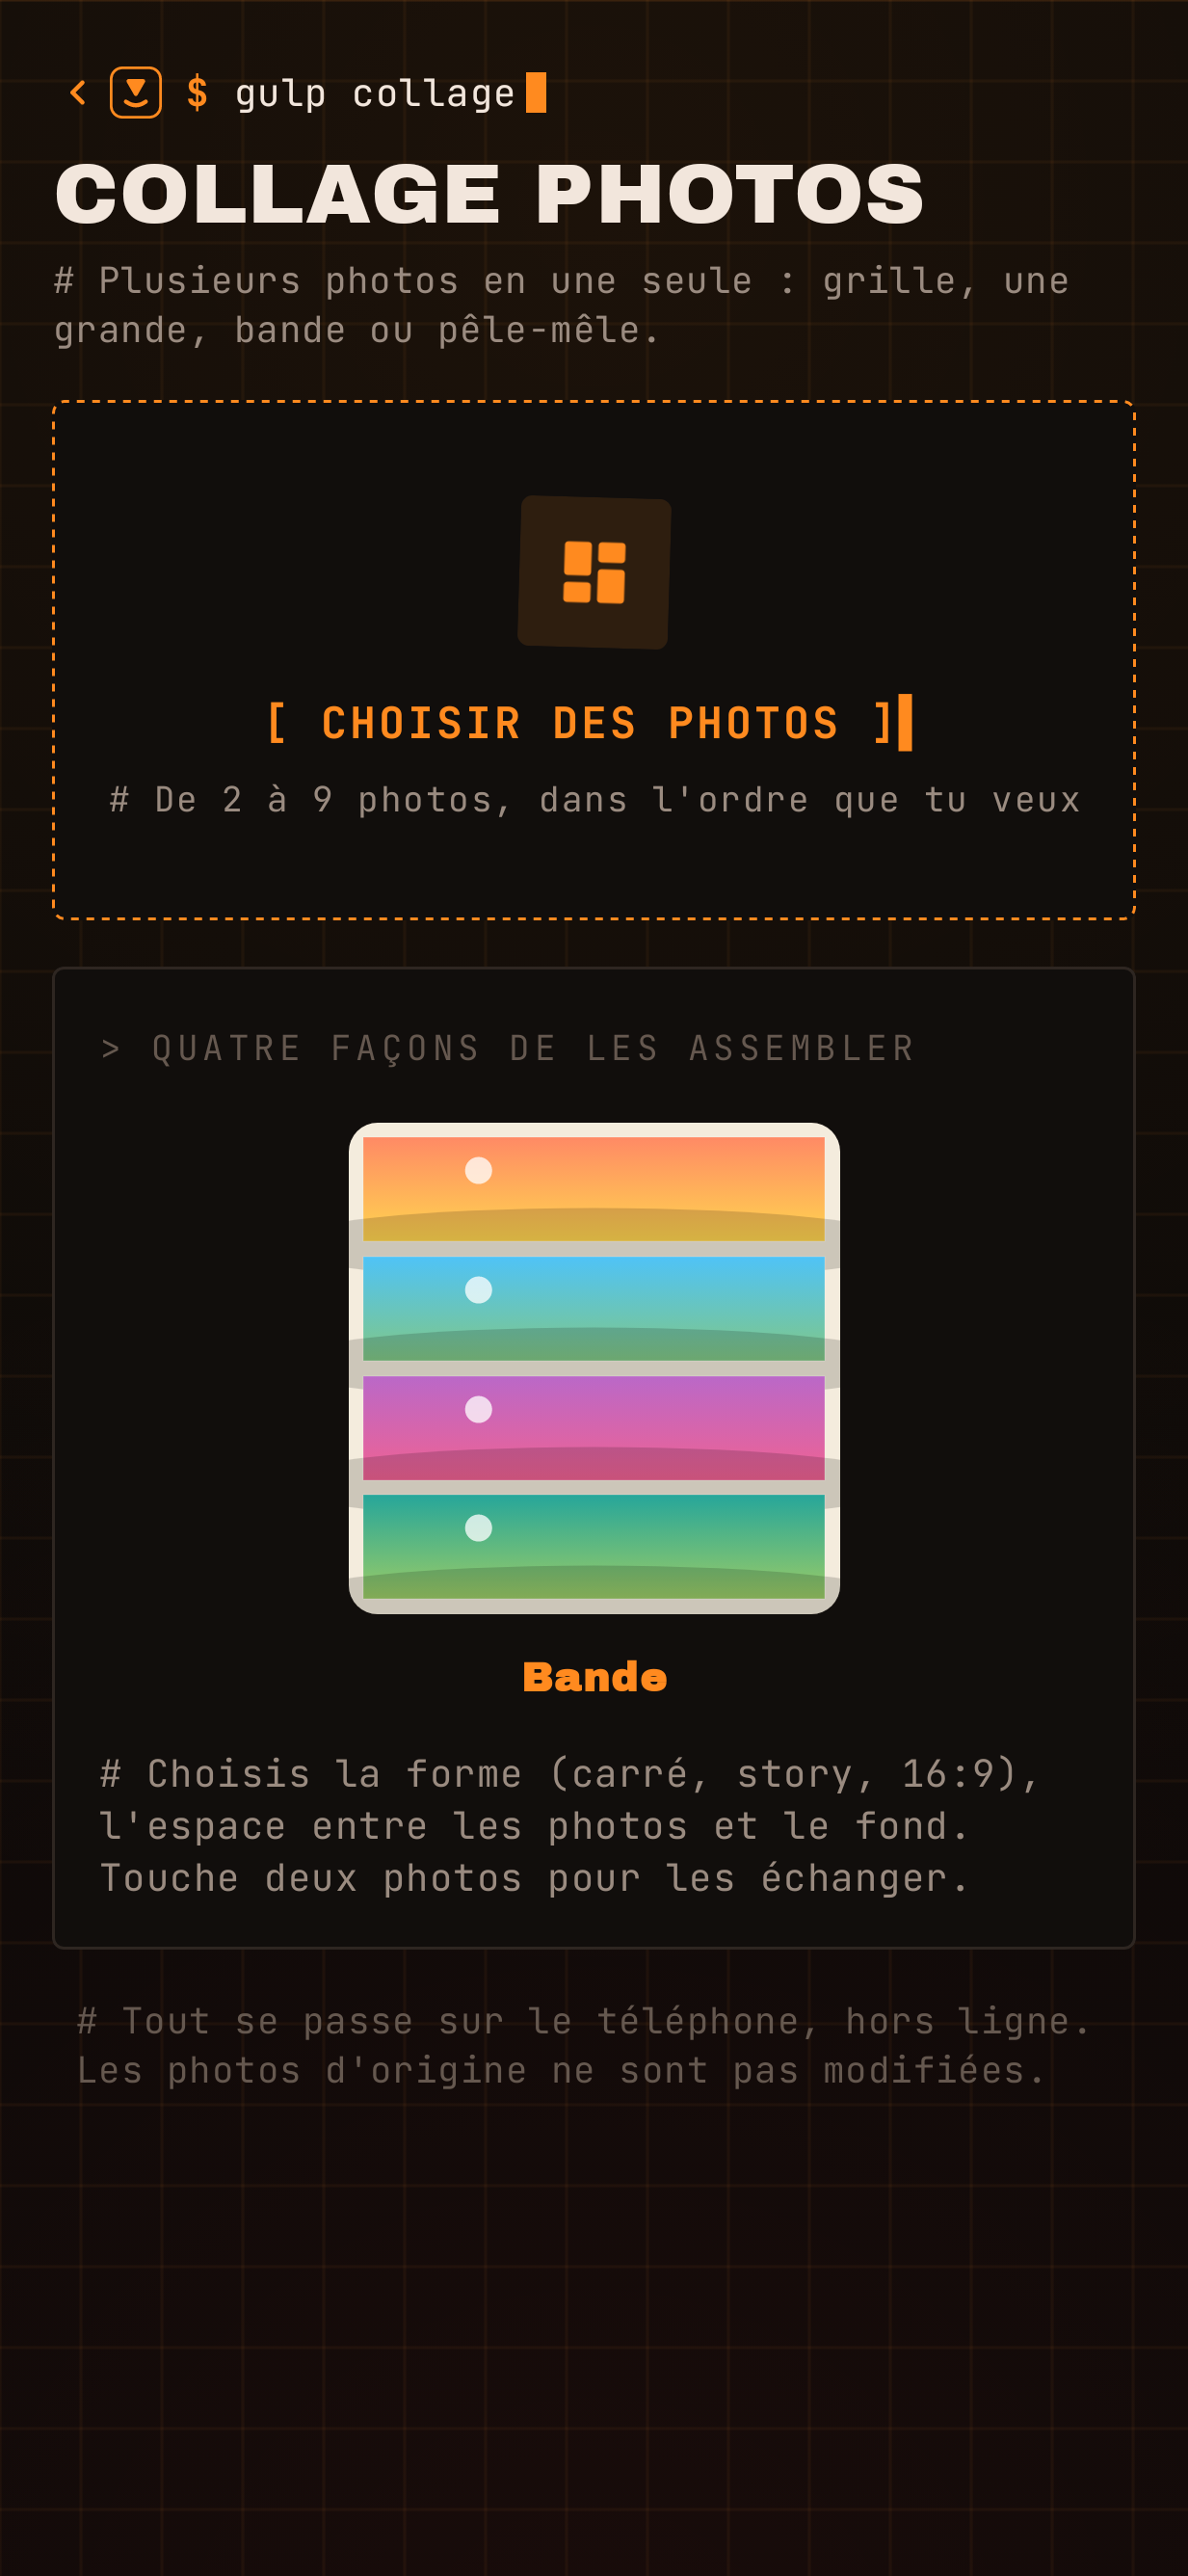 $ gulp collage
COLLAGE PHOTOS
# Plusieurs photos en une seule : grille, une
grande, bande ou pêle-mêle.
[ CHOISIR DES PHOTOS ]
# De 2 à 9 photos, dans l'ordre que tu veux
> QUATRE FAÇONS DE LES ASSEMBLER
Bande
# Choisis la forme (carré, story, 16:9),
l'espace entre les photos et le fond.
Touche deux photos pour les échanger.
# Tout se passe sur le téléphone, hors ligne.
Les photos d'origine ne sont pas modifiées.